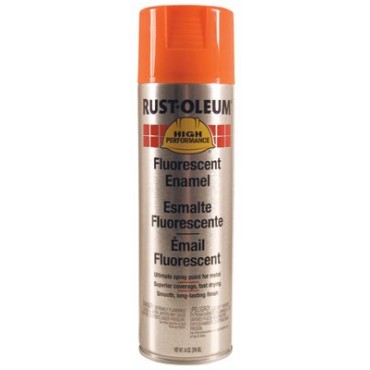 RUST-OLEUM
HIGH
PERFORMANCE
Fluorescent
Enamel
Esmalte
Fluorescente
Émail
Fluorescent
Ultimate spray paint for metal
Superior coverage, fast drying
Smooth, long-lasting finish